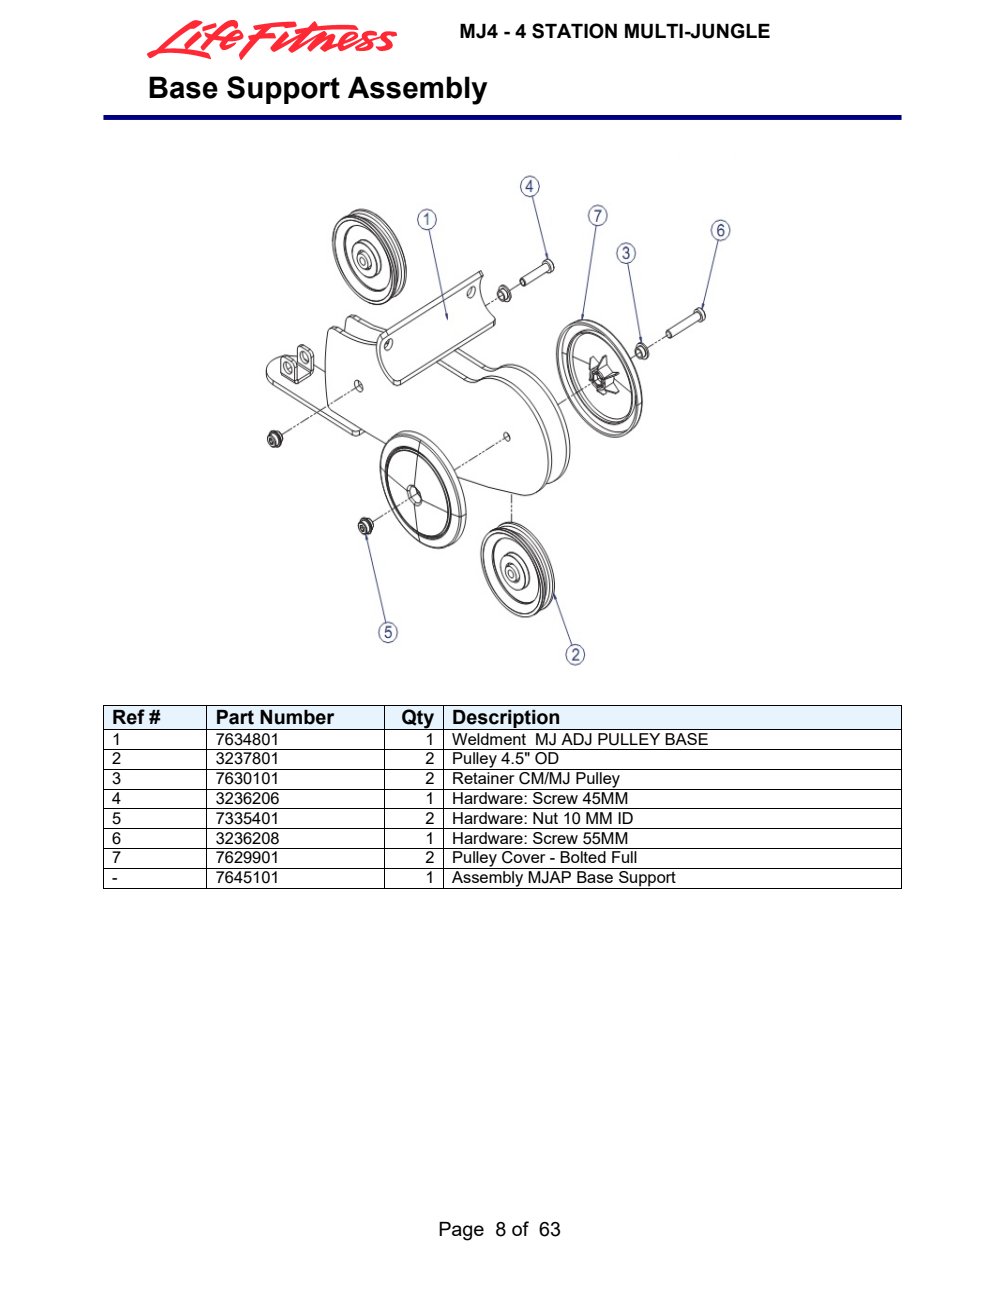 Life Fitness
MJ4 - 4 STATION MULTI-JUNGLE
Base Support Assembly
4
1
7
3
6
5
2
Ref # Part Number Qty Description
1 7634801 1 Weldment  MJ ADJ PULLEY BASE
2 3237801 2 Pulley 4.5" OD
3 7630101 2 Retainer CM/MJ Pulley
4 3236206 1 Hardware: Screw 45MM
5 7335401 2 Hardware: Nut 10 MM ID
6 3236208 1 Hardware: Screw 55MM
7 7629901 2 Pulley Cover - Bolted Full
- 7645101 1 Assembly MJAP Base Support
Page  8 of  63